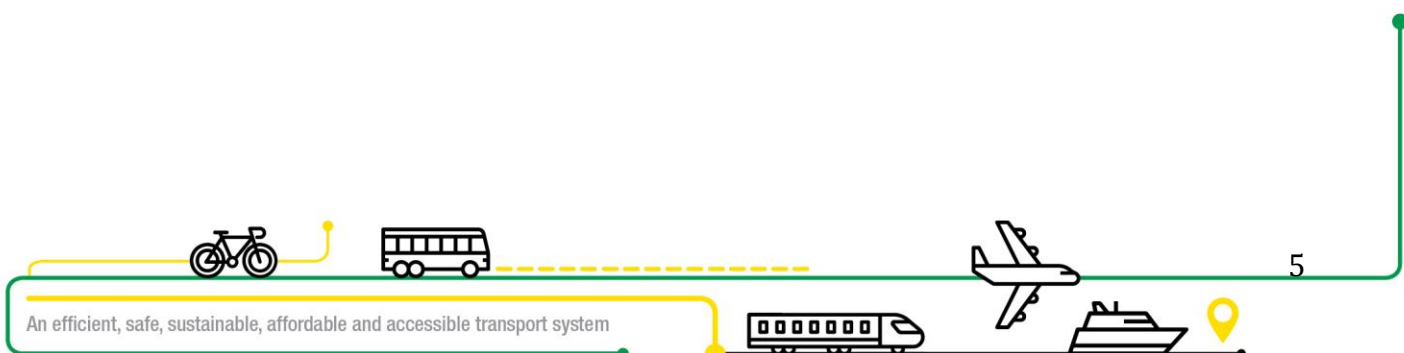 5
An efficient, safe, sustainable, affordable and accessible transport system